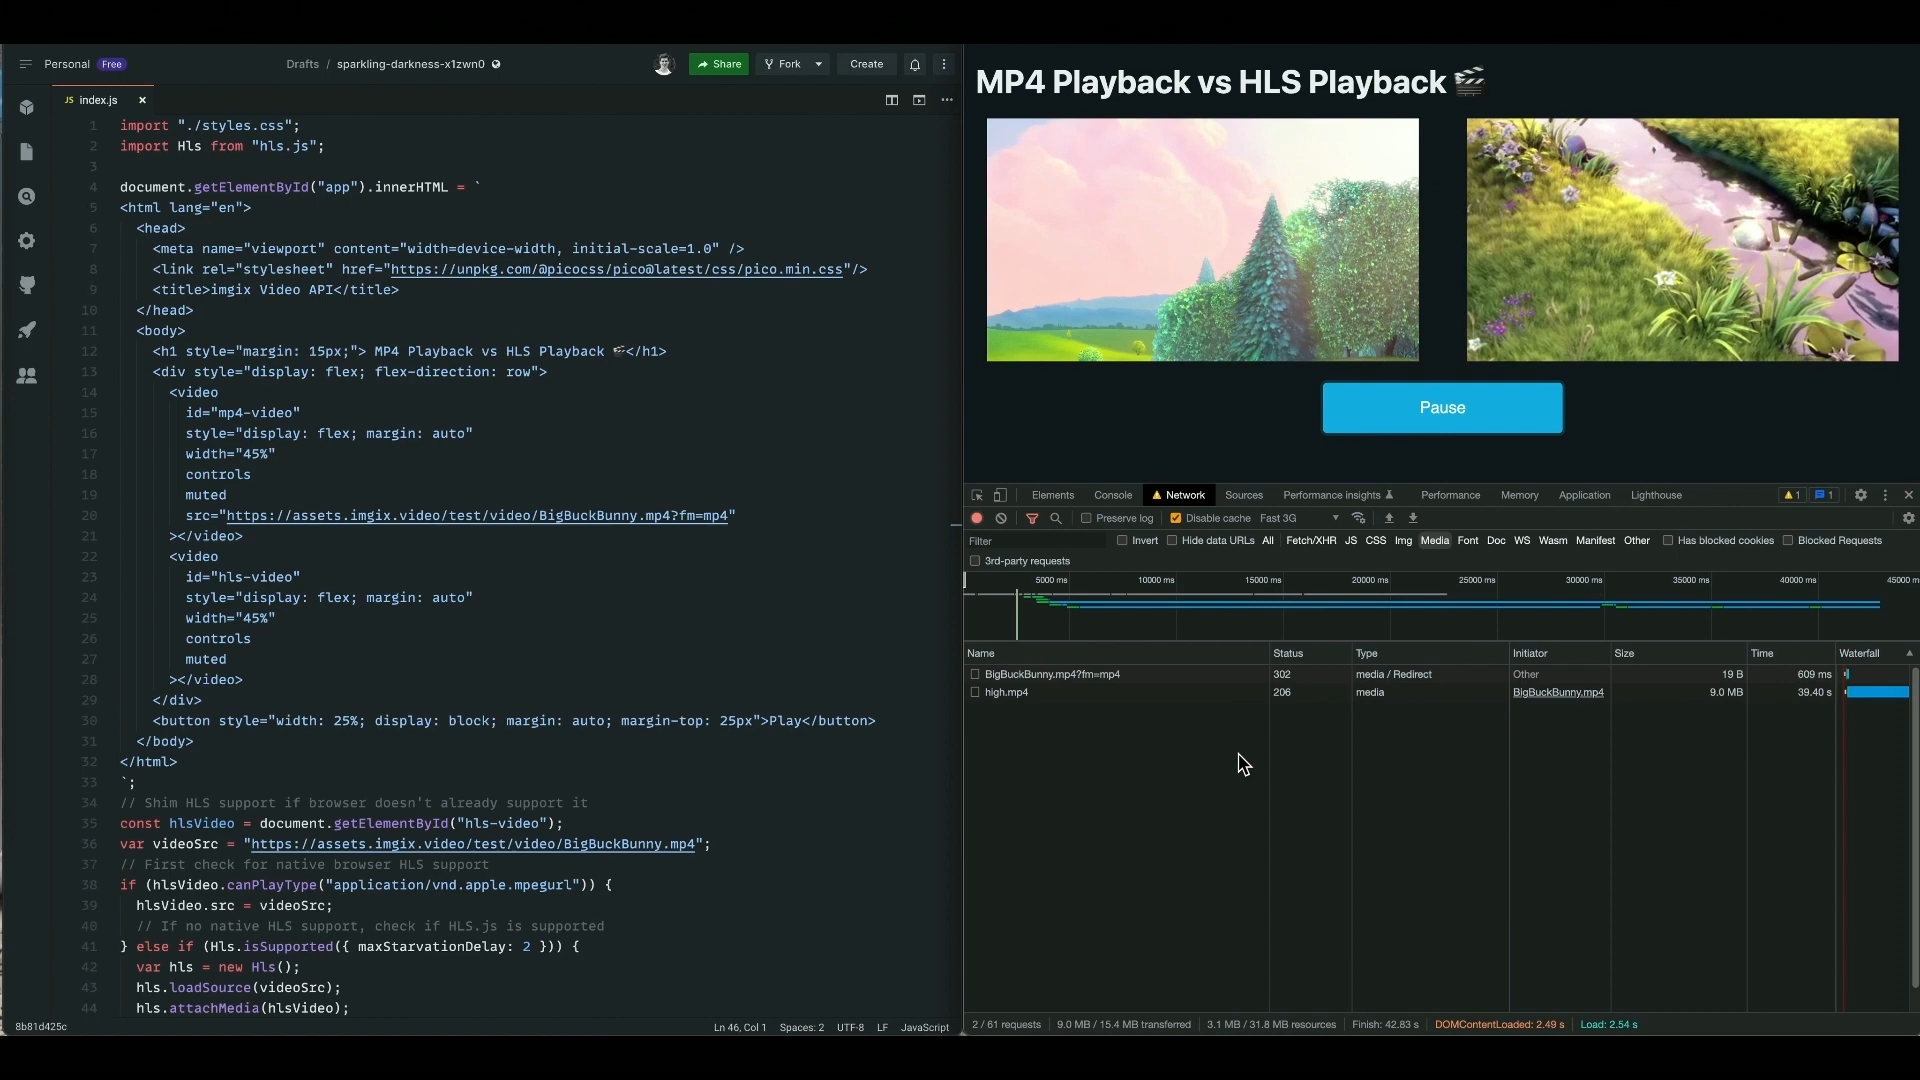 Personal Free
Drafts / sparkling-darkness-x1zwn0
Share
Fork
Create
JS index.js
1 import "./styles.css";
2 import Hls from "hls.js";
3
4 document.getElementById("app").innerHTML = `
5 <html lang="en">
6 <head>
7 <meta name="viewport" content="width=device-width, initial-scale=1.0" />
8 <link rel="stylesheet" href="https://unpkg.com/@picocss/pico@latest/css/pico.min.css"/>
9 <title>imgix Video API</title>
10 </head>
11 <body>
12 <h1 style="margin: 15px;"> MP4 Playback vs HLS Playback 🎬</h1>
13 <div style="display: flex; flex-direction: row">
14 <video
15 id="mp4-video"
16 style="display: flex; margin: auto"
17 width="45%"
18 controls
19 muted
20 src="https://assets.imgix.video/test/video/BigBuckBunny.mp4?fm=mp4"
21 ></video>
22 <video
23 id="hls-video"
24 style="display: flex; margin: auto"
25 width="45%"
26 controls
27 muted
28 ></video>
29 </div>
30 <button style="width: 25%; display: block; margin: auto; margin-top: 25px">Play</button>
31 </body>
32 </html>
33 `;
34 // Shim HLS support if browser doesn't already support it
35 const hlsVideo = document.getElementById("hls-video");
36 var videoSrc = "https://assets.imgix.video/test/video/BigBuckBunny.mp4";
37 // First check for native browser HLS support
38 if (hlsVideo.canPlayType("application/vnd.apple.mpegurl")) {
39 hlsVideo.src = videoSrc;
40 // If no native HLS support, check if HLS.js is supported
41 } else if (Hls.isSupported({ maxStarvationDelay: 2 })) {
42 var hls = new Hls();
43 hls.loadSource(videoSrc);
44 hls.attachMedia(hlsVideo);
8b81d425c
Ln 46, Col 1 Spaces: 2 UTF-8 LF JavaScript
MP4 Playback vs HLS Playback 🎬
Pause
Elements Console Network Sources Performance insights Performance Memory Application Lighthouse 1 1
Preserve log Disable cache Fast 3G
Filter Invert Hide data URLs All Fetch/XHR JS CSS Img Media Font Doc WS Wasm Manifest Other Has blocked cookies Blocked Requests
3rd-party requests
5000 ms 10000 ms 15000 ms 20000 ms 25000 ms 30000 ms 35000 ms 40000 ms 45000 m
Name Status Type Initiator Size Time Waterfall
BigBuckBunny.mp4?fm=mp4 302 media / Redirect Other 19 B 609 ms
high.mp4 206 media BigBuckBunny.mp4 9.0 MB 39.40 s
2 / 61 requests 9.0 MB / 15.4 MB transferred 3.1 MB / 31.8 MB resources Finish: 42.83 s DOMContentLoaded: 2.49 s Load: 2.54 s